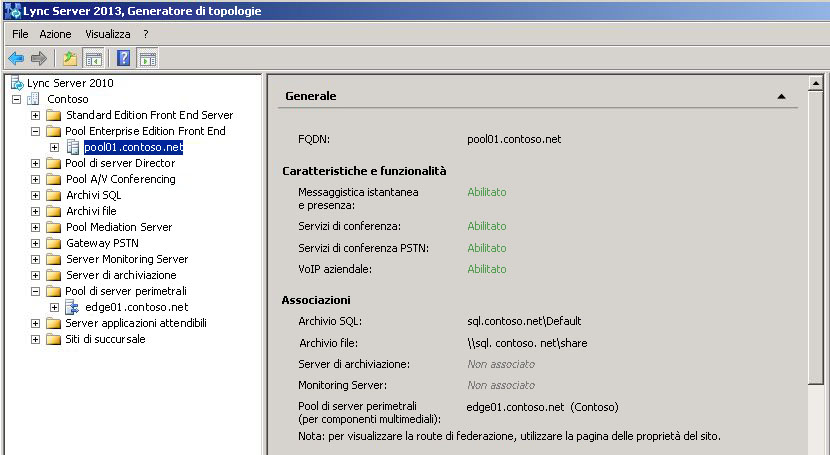 Lync Server 2013, Generatore di topologie
File Azione Visualizza ?
Lync Server 2010
Contoso
Standard Edition Front End Server
Pool Enterprise Edition Front End
pool01.contoso.net
Pool di server Director
Pool A/V Conferencing
Archivi SQL
Archivi file
Pool Mediation Server
Gateway PSTN
Server Monitoring Server
Server di archiviazione
Pool di server perimetrali
edge01.contoso.net
Server applicazioni attendibili
Siti di succursale
Generale
FQDN: pool01.contoso.net
Caratteristiche e funzionalità
Messaggistica istantanea Abilitato
e presenza:
Servizi di conferenza: Abilitato
Servizi di conferenza PSTN: Abilitato
VoIP aziendale: Abilitato
Associazioni
Archivio SQL: sql.contoso.net\Default
Archivio file: \\sql. contoso. net\share
Server di archiviazione: Non associato
Monitoring Server: Non associato
Pool di server perimetrali edge01.contoso.net (Contoso)
(per componenti multimediali):
Nota: per visualizzare la route di federazione, utilizzare la pagina delle proprietà del sito.